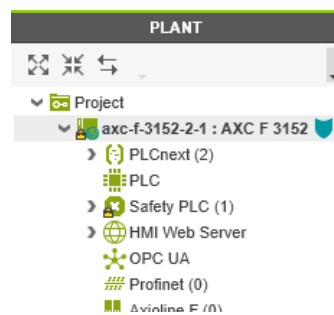 PLANT
Project
axc-f-3152-2-1 : AXC F 3152
PLCnext (2)
PLC
Safety PLC (1)
HMI Web Server
OPC UA
Profinet (0)
Axioline F (0)